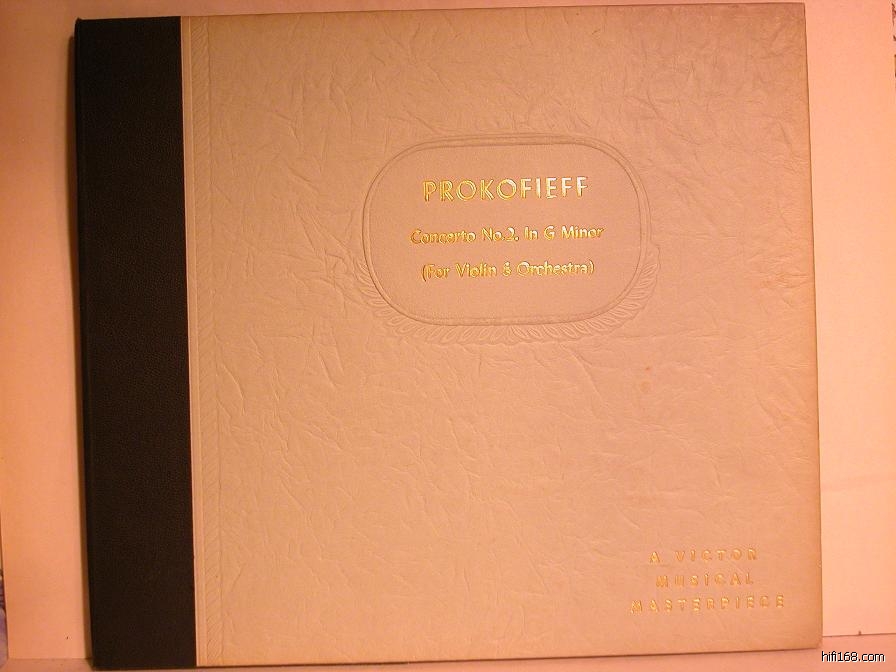 PROKOFIEFF
Concerto No.2. In G Minor
(For Violin & Orchestra)
A VICTOR
MUSICAL
MASTERPIECE
hifi168.com